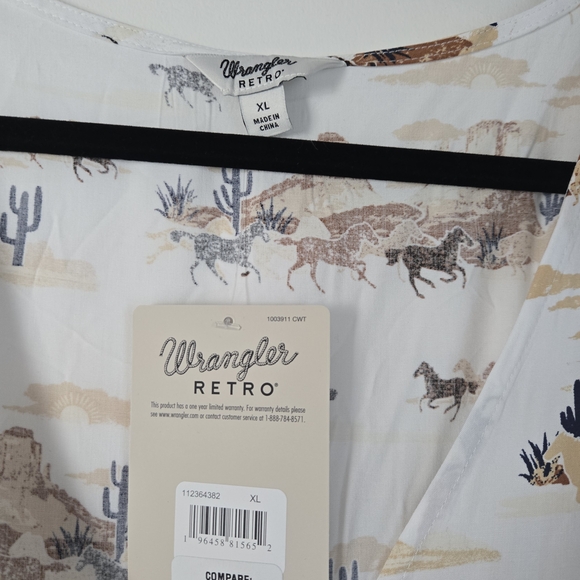 Wrangler
RETRO®
XL
MADE IN
CHINA
1003911 CWT
Wrangler
RETRO®
This product has a one year limited warranty. For warranty details please
see www.wrangler.com or contact customer service at 1-888-784-8571.
112364382 XL
1 96458 81565 2
COMPARE: